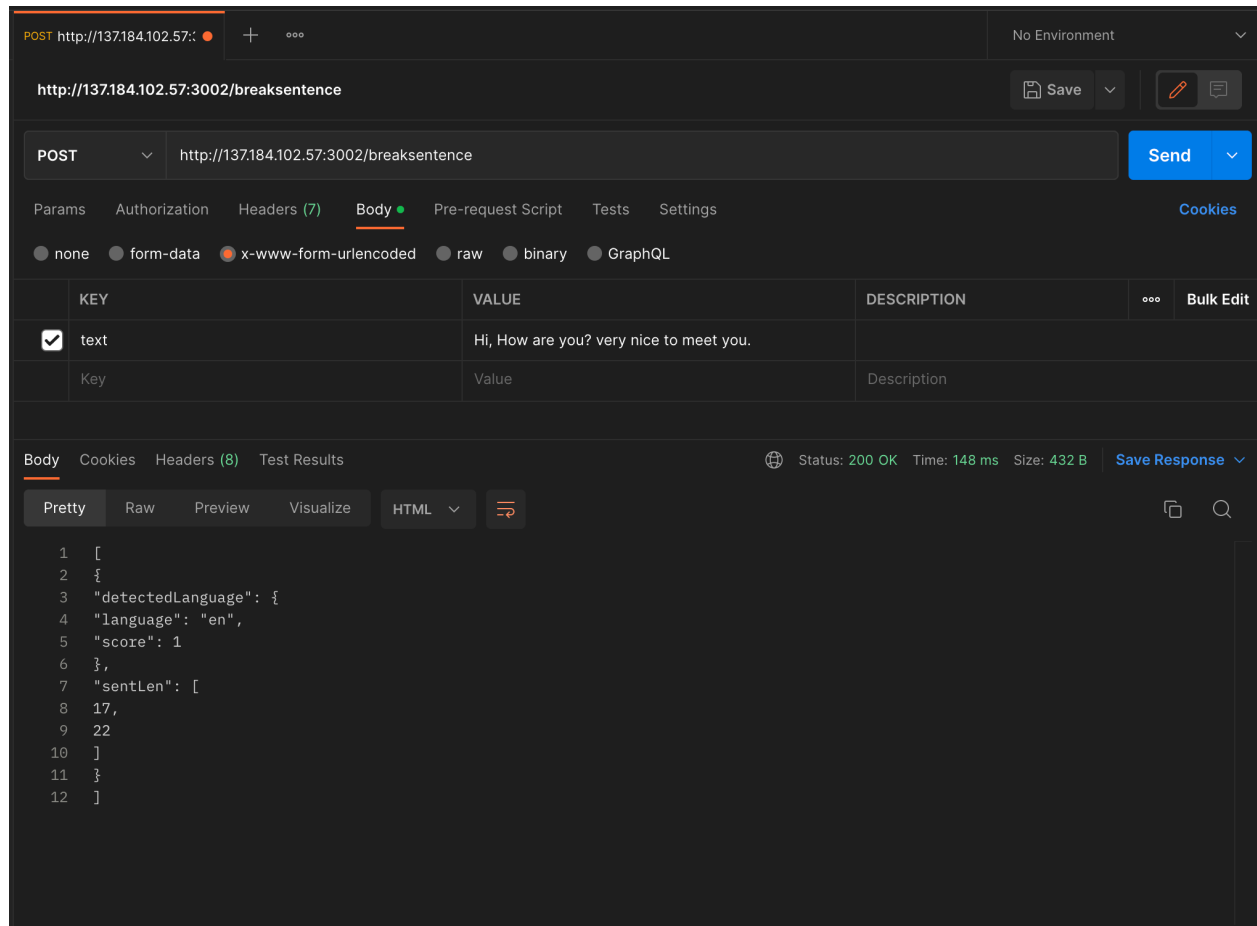 POST http://137.184.102.57:: No Environment
http://137.184.102.57:3002/breaksentence Save
POST http://137.184.102.57:3002/breaksentence Send
Params Authorization Headers (7) Body Pre-request Script Tests Settings Cookies
none form-data x-www-form-urlencoded raw binary GraphQL
KEY VALUE DESCRIPTION Bulk Edit
text Hi, How are you? very nice to meet you.
Key Value Description
Body Cookies Headers (8) Test Results Status: 200 OK Time: 148 ms Size: 432 B Save Response
Pretty Raw Preview Visualize HTML
1 [
2 {
3 "detectedLanguage": {
4 "language": "en",
5 "score": 1
6 },
7 "sentLen": [
8 17,
9 22
10 ]
11 }
12 ]